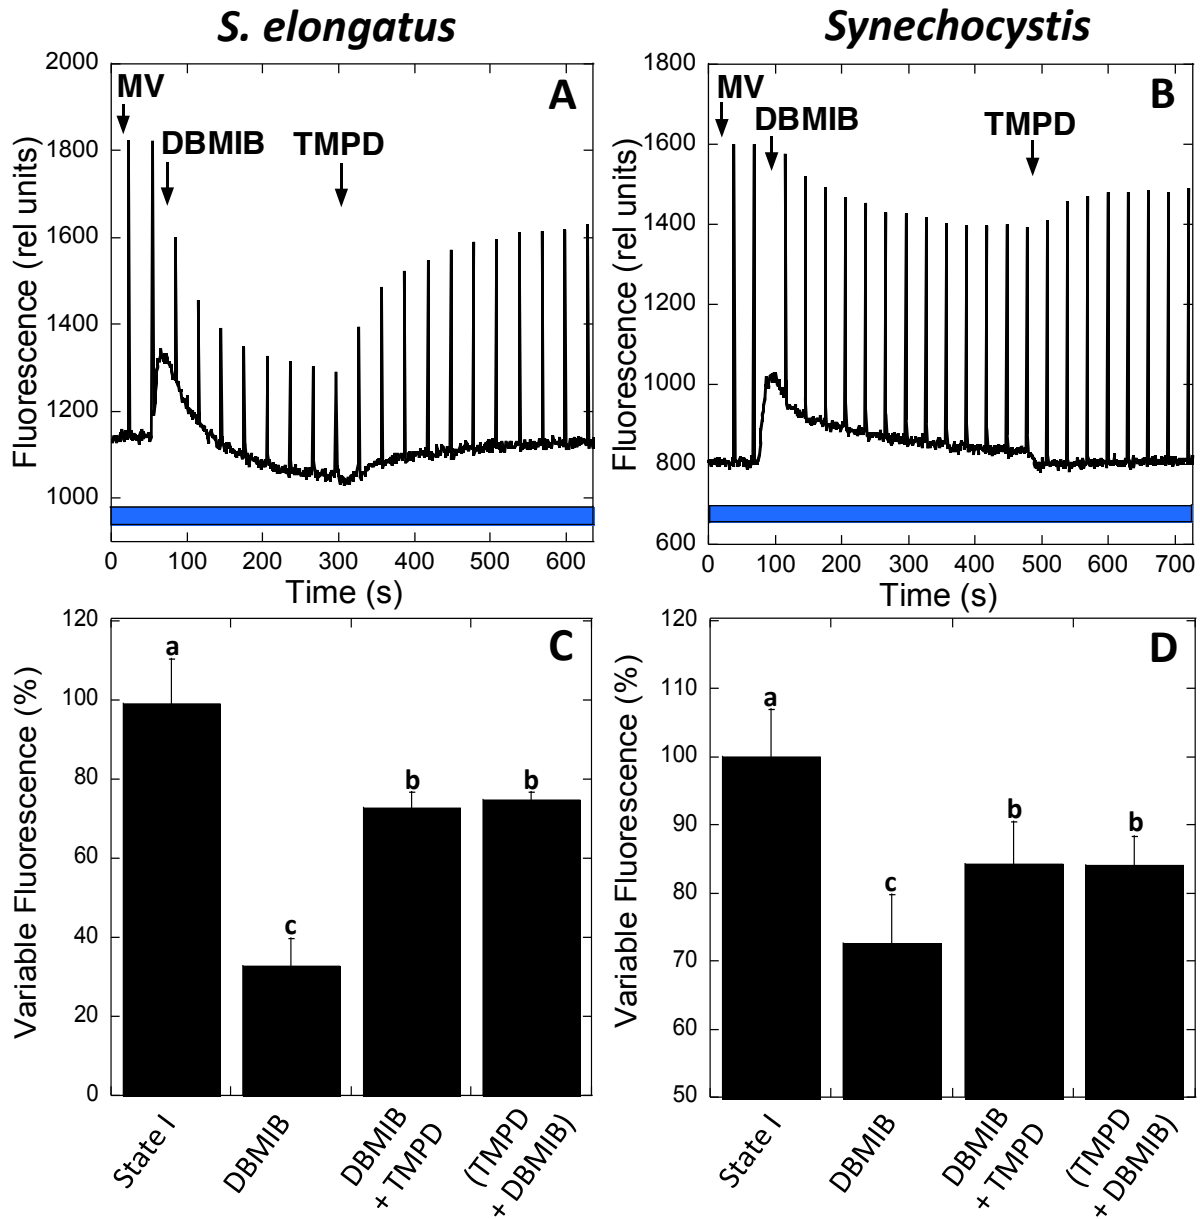 S. elongatus
Synechocystis
2000
1800
1600
1400
1200
1000
Fluorescence (rel units)
MV
DBMIB
TMPD
A
0
100
200
300
400
500
600
Time (s)
1800
1600
1400
1200
1000
800
600
Fluorescence (rel units)
MV
DBMIB
TMPD
B
0
100
200
300
400
500
600
700
Time (s)
120
100
80
60
40
20
0
Variable Fluorescence (%)
a
c
b
b
C
State I
DBMIB
DBMIB
+ TMPD
(TMPD
+ DBMIB)
120
110
100
90
80
70
60
50
Variable Fluorescence (%)
a
c
b
b
D
State I
DBMIB
DBMIB
+ TMPD
(TMPD
+ DBMIB)